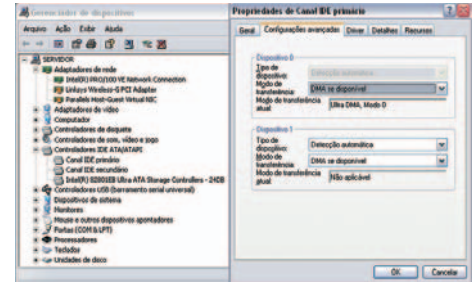 Gerenciador de dispositivos
Arquivo Ação Exibir Ajuda
SERVIDOR
Adaptadores de rede
Intel(R) PRO/100 VE Network Connection
Linksys Wireless-G PCI Adapter
Parallels Host-Guest Virtual NIC
Adaptadores de vídeo
Computador
Controladores de disquete
Controladores de som, vídeo e jogo
Controladores IDE ATA/ATAPI
Canal IDE primário
Canal IDE secundário
Intel(R) 82801EB Ultra ATA Storage Controllers - 24DB
Controladores USB (barramento serial universal)
Dispositivos de sistema
Monitores
Mouse e outros dispositivos apontadores
Portas (COM & LPT)
Processadores
Teclados
Unidades de disco
Propriedades de Canal IDE primário
Geral Configurações avançadas Driver Detalhes Recursos
Dispositivo 0
Tipo de dispositivo:
Detecção automática
Modo de transferência:
DMA se disponível
Modo de transferência atual:
Ultra DMA, Modo
Dispositivo 1
Tipo de dispositivo:
Detecção automática
Modo de transferência:
DMA se disponível
Modo de transferência atual:
Não aplicável
OK Cancelar